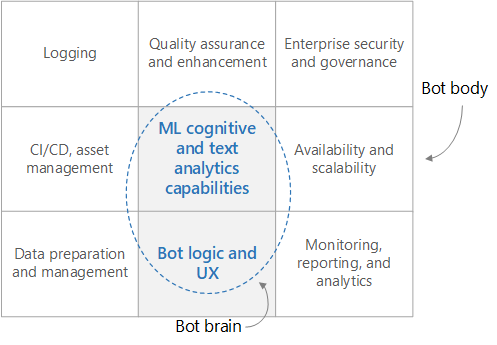 Logging
Quality assurance
and enhancement
Enterprise security
and governance
Bot body
CI/CD, asset
management
ML cognitive
and text
analytics
capabilities
Availability and
scalability
Data preparation
and management
Bot logic and
UX
Monitoring,
reporting, and
analytics
Bot brain